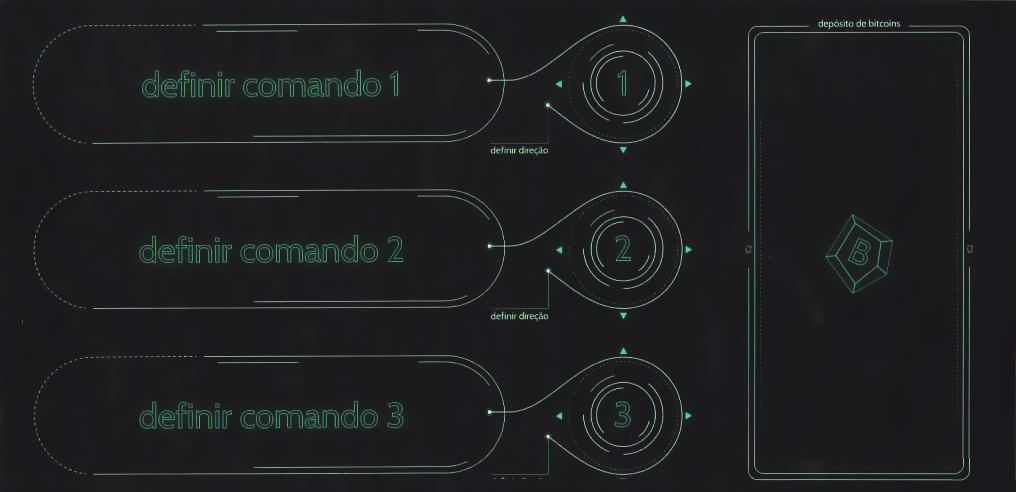 depósito de bitcoins
definir comando 1
1
definir direção
definir comando 2
2
definir direção
B
definir comando 3
3